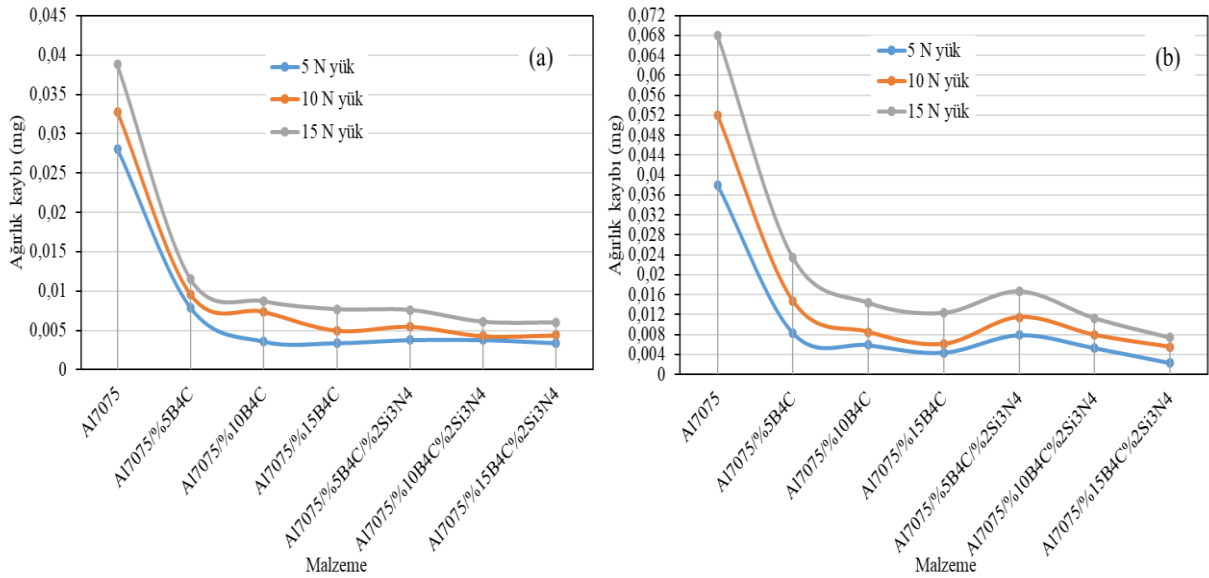 0,045
0,04
0,035
0,03
0,025
0,02
0,015
0,01
0,005
0
Ağırlık kaybı (mg)
5 N yük
10 N yük
15 N yük
(a)
Al7075
Al7075/%5B4C
Al7075/%10B4C
Al7075/%15B4C
Al7075/%5B4C/%2Si3N4
Al7075/%10B4C%2Si3N4
Al7075/%15B4C%2Si3N4
Malzeme
0,072
0,068
0,064
0,06
0,056
0,052
0,048
0,044
0,04
0,036
0,032
0,028
0,024
0,02
0,016
0,012
0,008
0,004
0
Ağırlık kaybı (mg)
5 N yük
10 N yük
15 N yük
(b)
Al7075
Al7075/%5B4C
Al7075/%10B4C
Al7075/%15B4C
Al7075/%5B4C/%2Si3N4
Al7075/%10B4C%2Si3N4
Al7075/%15B4C%2Si3N4
Malzeme